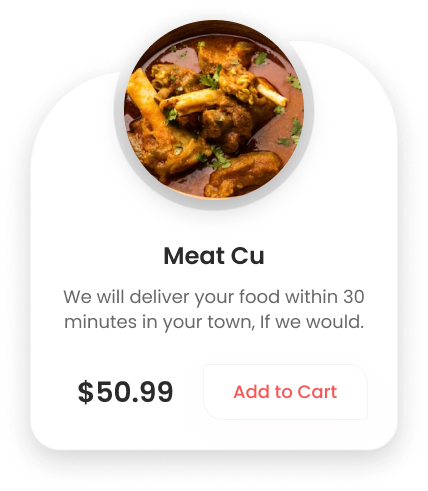 Meat Cu
We will deliver your food within 30
minutes in your town, If we would.
$50.99
Add to Cart